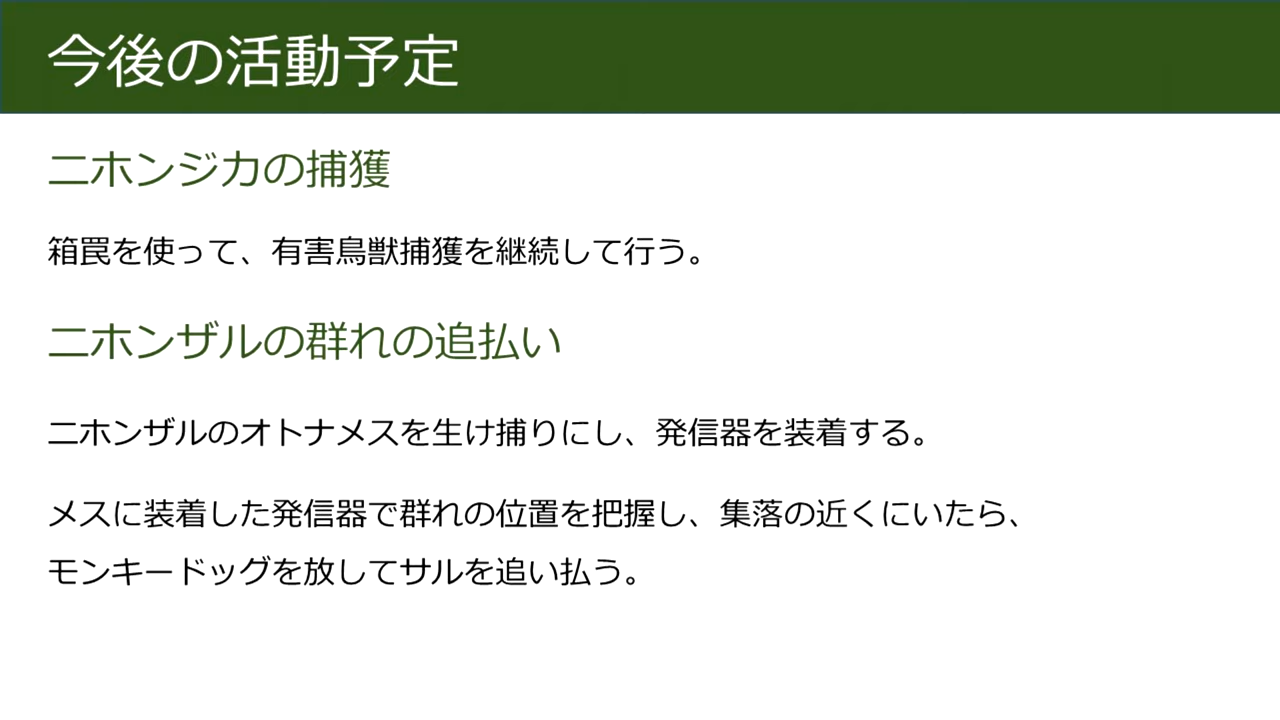 今後の活動予定
ニホンジカの捕獲
箱罠を使って、有害鳥獣捕獲を継続して行う。
ニホンザルの群れの追払い
ニホンザルのオトナメスを生け捕りにし、発信器を装着する。
メスに装着した発信器で群れの位置を把握し、集落の近くにいたら、
モンキードッグを放してサルを追い払う。